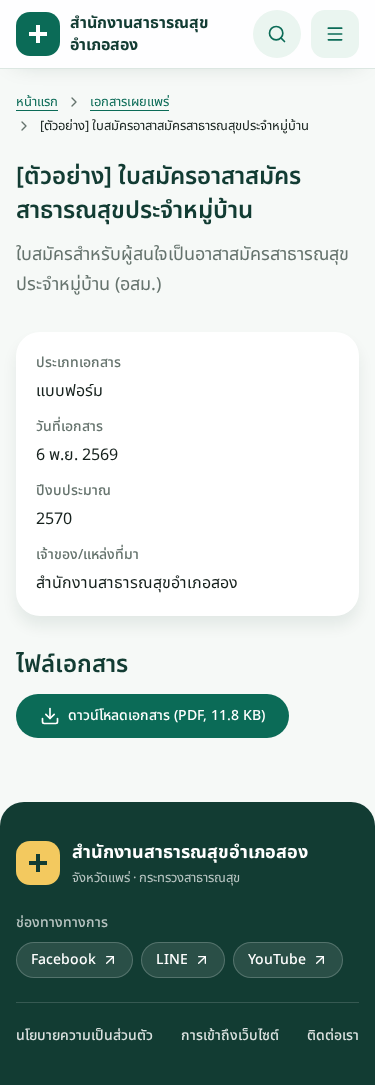 สำนักงานสาธารณสุข
อำเภอสอง
หน้าแรก
เอกสารเผยแพร่
[ตัวอย่าง] ใบสมัครอาสาสมัครสาธารณสุขประจำหมู่บ้าน
[ตัวอย่าง] ใบสมัครอาสาสมัคร
สาธารณสุขประจำหมู่บ้าน
ใบสมัครสำหรับผู้สนใจเป็นอาสาสมัครสาธารณสุข
ประจำหมู่บ้าน (อสม.)
ประเภทเอกสาร
แบบฟอร์ม
วันที่เอกสาร
6 พ.ย. 2569
ปีงบประมาณ
2570
เจ้าของ/แหล่งที่มา
สำนักงานสาธารณสุขอำเภอสอง
ไฟล์เอกสาร
ดาวน์โหลดเอกสาร (PDF, 11.8 KB)
สำนักงานสาธารณสุขอำเภอสอง
จังหวัดแพร่ · กระทรวงสาธารณสุข
ช่องทางทางการ
Facebook
LINE
YouTube
นโยบายความเป็นส่วนตัว
การเข้าถึงเว็บไซต์
ติดต่อเรา